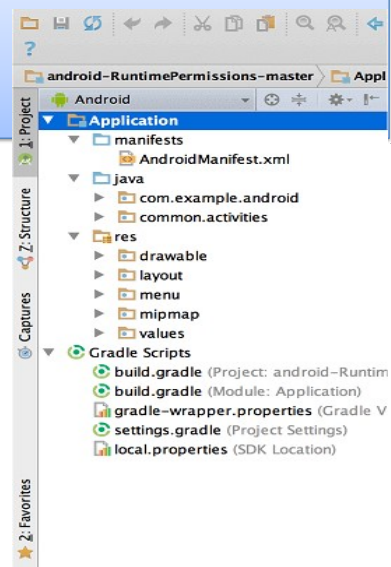 ?
android-RuntimePermissions-master Appl
Android
Application
manifests
AndroidManifest.xml
java
com.example.android
common.activities
res
drawable
layout
menu
mipmap
values
Gradle Scripts
build.gradle (Project: android-Runtim
build.gradle (Module: Application)
gradle-wrapper.properties (Gradle V
settings.gradle (Project Settings)
local.properties (SDK Location)
1: Project
Z: Structure
Captures
2: Favorites